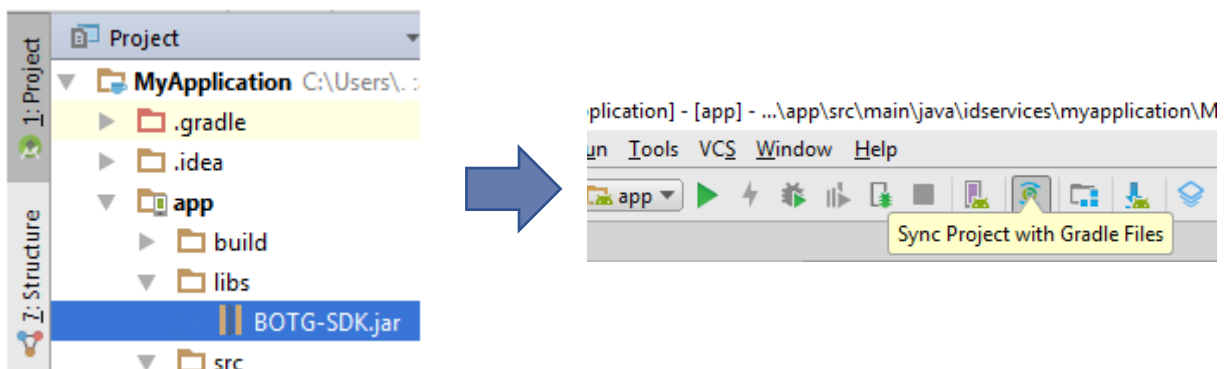 1: Project
7: Structure
Project
MyApplication C:\Users\. :
.gradle
.idea
app
build
libs
BOTG-SDK.jar
src
plication] - [app] - ...\app\src\main\java\idservices\myapplication\M
un Tools VCS Window Help
app
Sync Project with Gradle Files